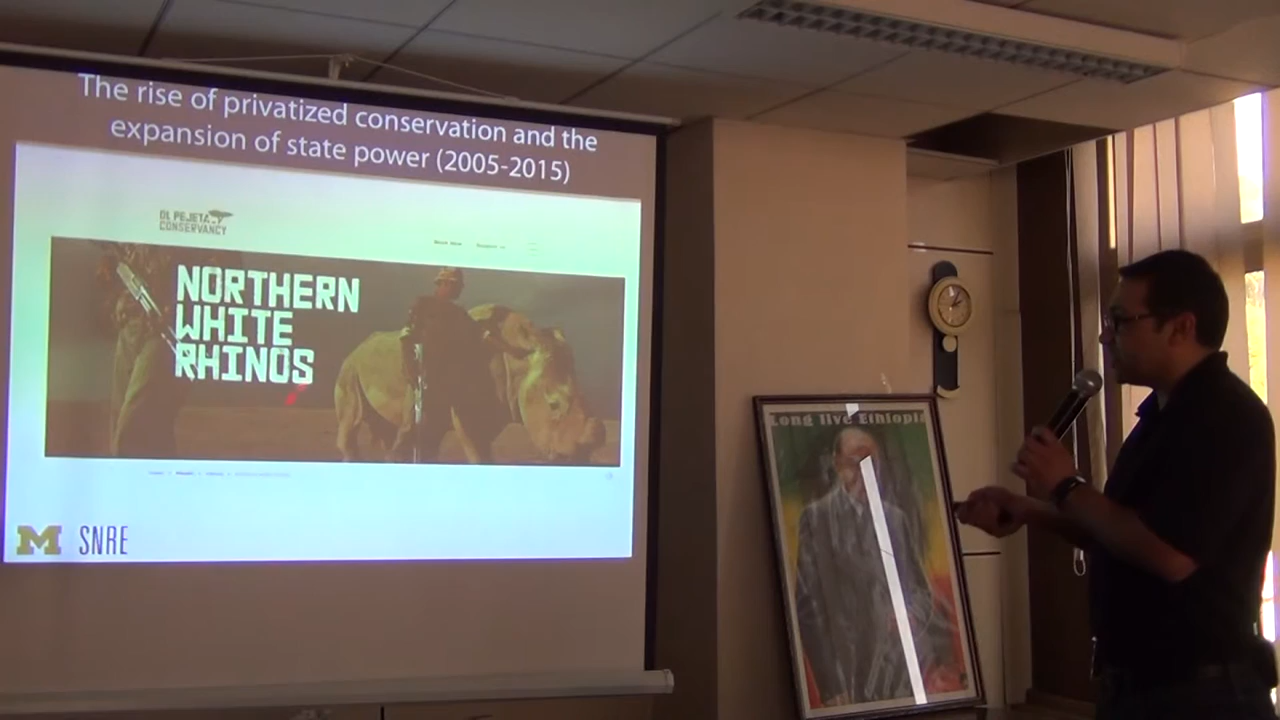 The rise of privatized conservation and the
expansion of state power (2005-2015)
OL PEJETA
CONSERVANCY
NORTHERN
WHITE
RHINOS
M SNRE
Long live Ethiopia